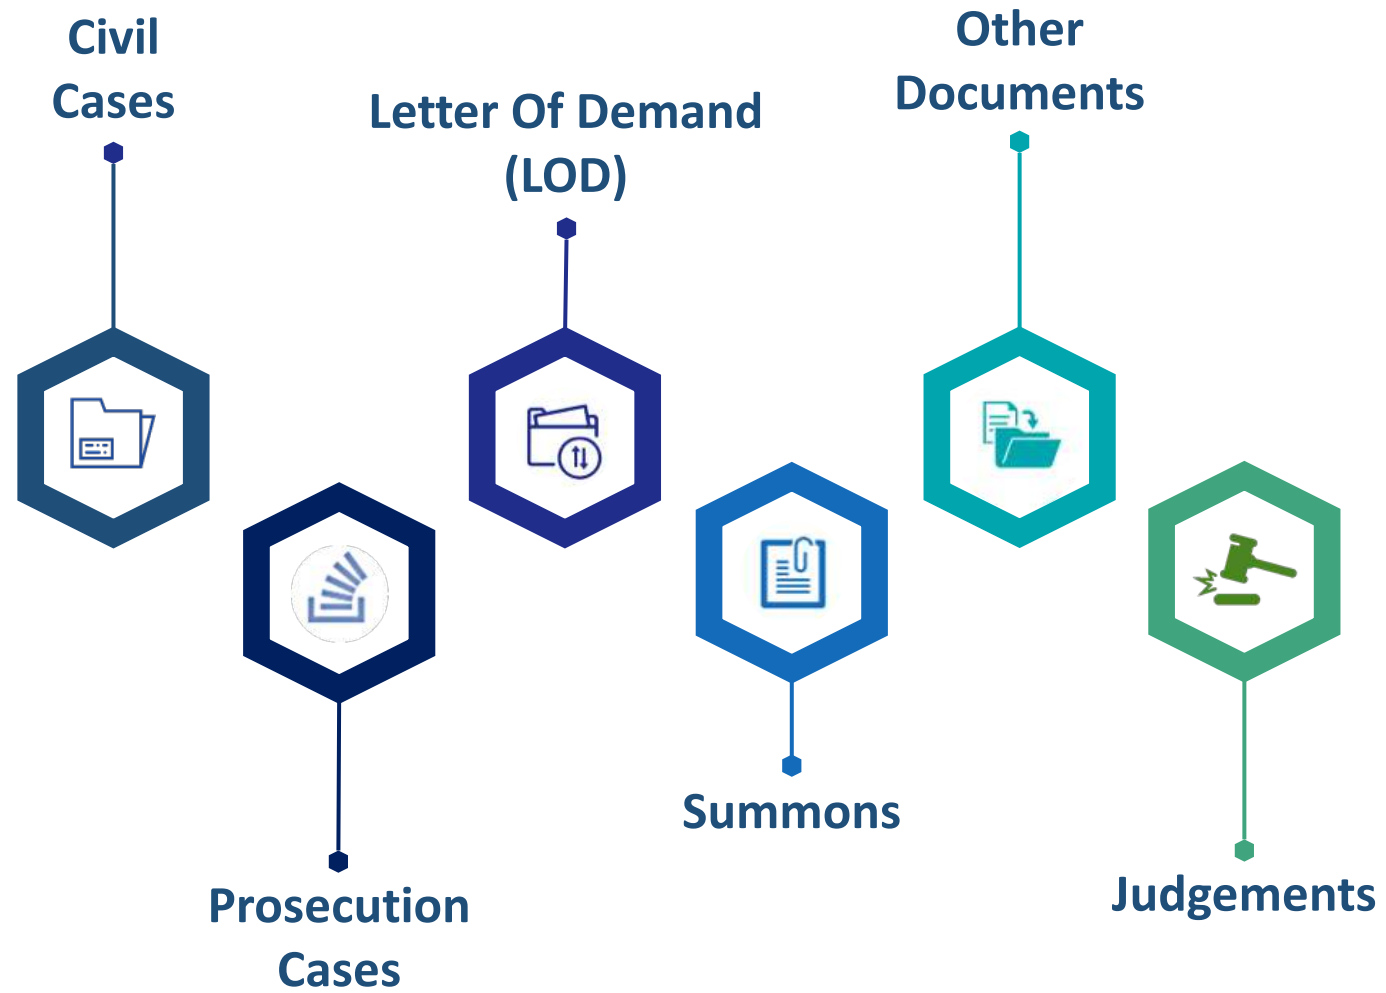 Civil
Cases
Letter Of Demand
(LOD)
Other
Documents
Prosecution
Cases
Summons
Judgements